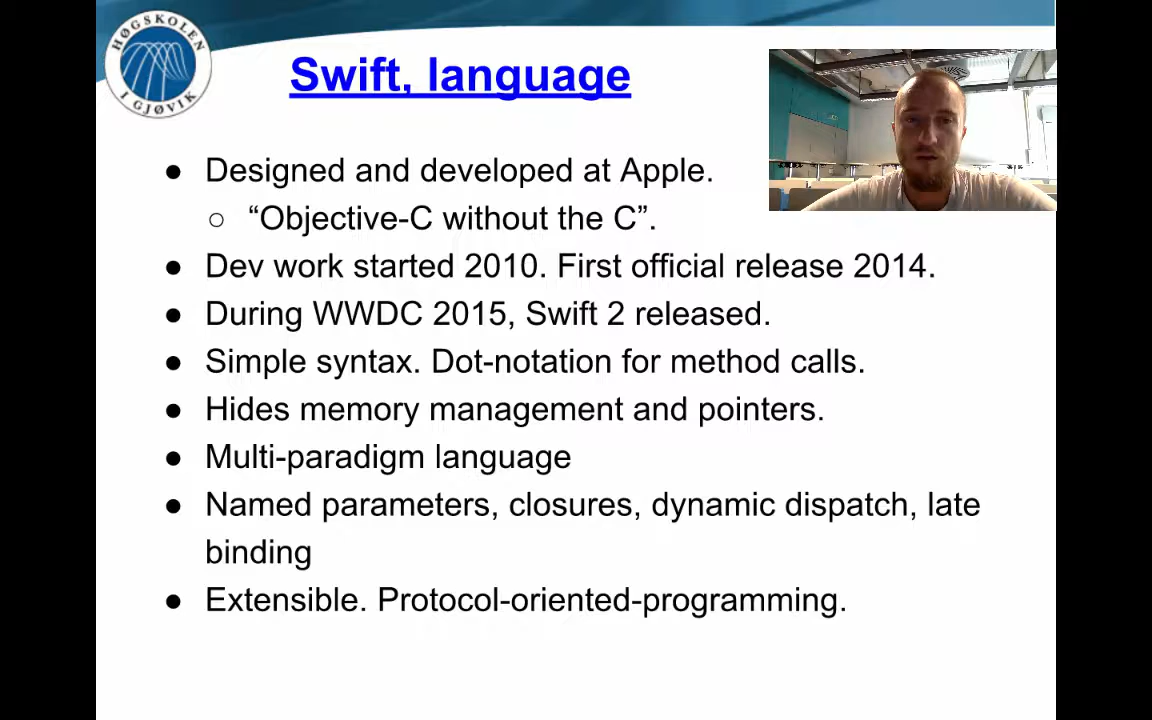 HØGSKOLEN
I GJØVIK
Swift, language
● Designed and developed at Apple.
○ “Objective-C without the C”.
● Dev work started 2010. First official release 2014.
● During WWDC 2015, Swift 2 released.
● Simple syntax. Dot-notation for method calls.
● Hides memory management and pointers.
● Multi-paradigm language
● Named parameters, closures, dynamic dispatch, late
binding
● Extensible. Protocol-oriented-programming.